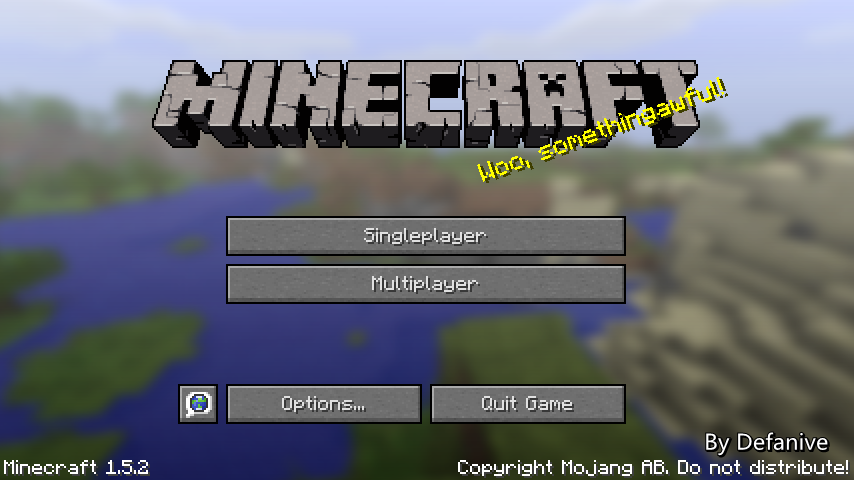 MINECRAFT
Woo, somethingawful!
Singleplayer
Multiplayer
Options...
Quit Game
By Defanive
Minecraft 1.5.2
Copyright Mojang AB. Do not distribute!